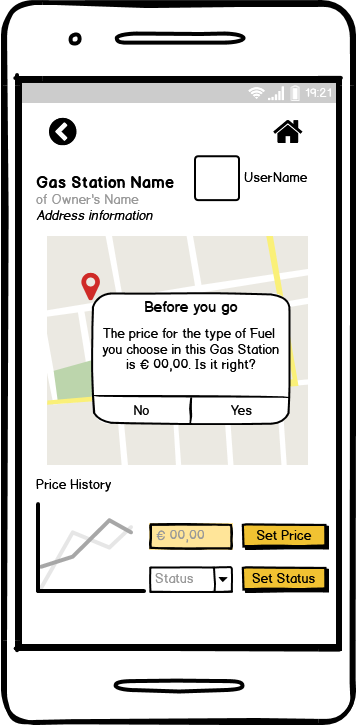 19:21
UserName
Gas Station Name
of Owner's Name
Address information
Before you go
The price for the type of Fuel
you choose in this Gas Station
is € 00,00. Is it right?
No
Yes
Price History
€ 00,00
Set Price
Status
Set Status